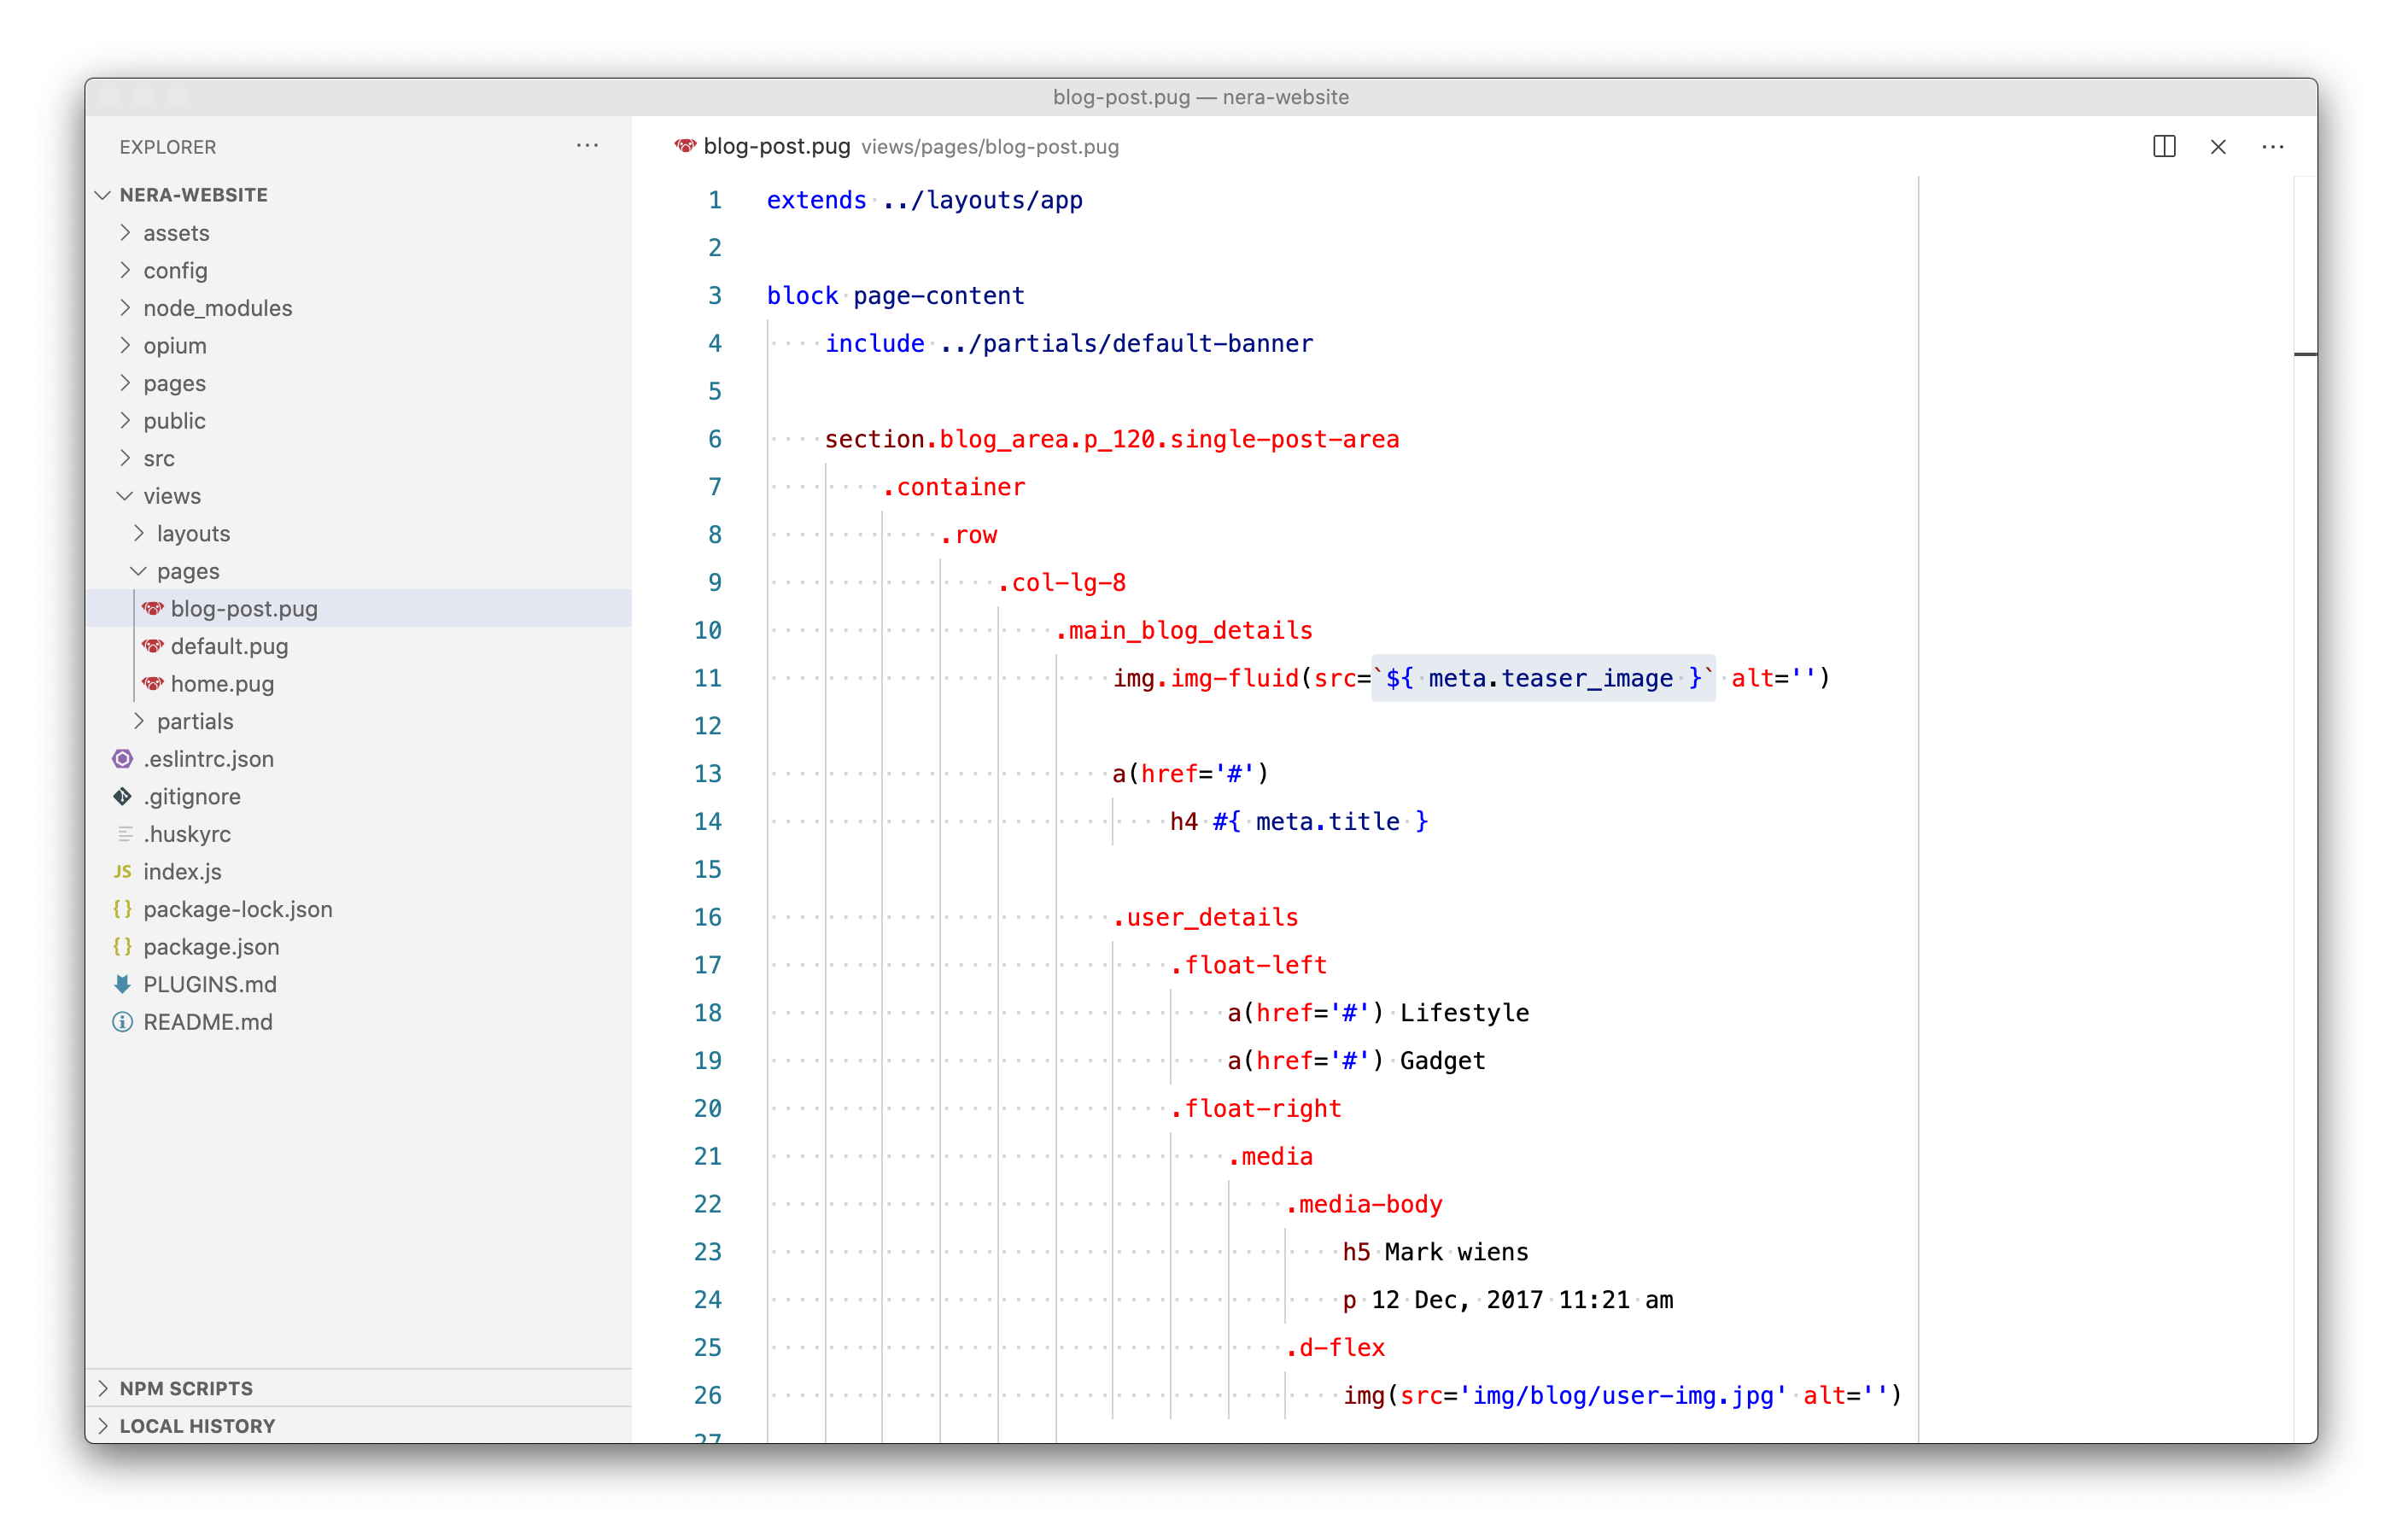 blog-post.pug — nera-website
EXPLORER
NERA-WEBSITE
assets
config
node_modules
opium
pages
public
src
views
layouts
pages
blog-post.pug
default.pug
home.pug
partials
.eslintrc.json
.gitignore
.huskyrc
JS index.js
{} package-lock.json
{} package.json
PLUGINS.md
README.md
NPM SCRIPTS
LOCAL HISTORY
blog-post.pug views/pages/blog-post.pug
1 extends ../layouts/app
2
3 block page-content
4     include ../partials/default-banner
5
6     section.blog_area.p_120.single-post-area
7         .container
8             .row
9                 .col-lg-8
10                     .main_blog_details
11                         img.img-fluid(src=`${ meta.teaser_image }` alt='')
12
13                         a(href='#')
14                             h4 #{ meta.title }
15
16                         .user_details
17                             .float-left
18                                 a(href='#') Lifestyle
19                                 a(href='#') Gadget
20                             .float-right
21                                 .media
22                                     .media-body
23                                         h5 Mark wiens
24                                         p 12 Dec, 2017 11:21 am
25                                     .d-flex
26                                         img(src='img/blog/user-img.jpg' alt='')
27